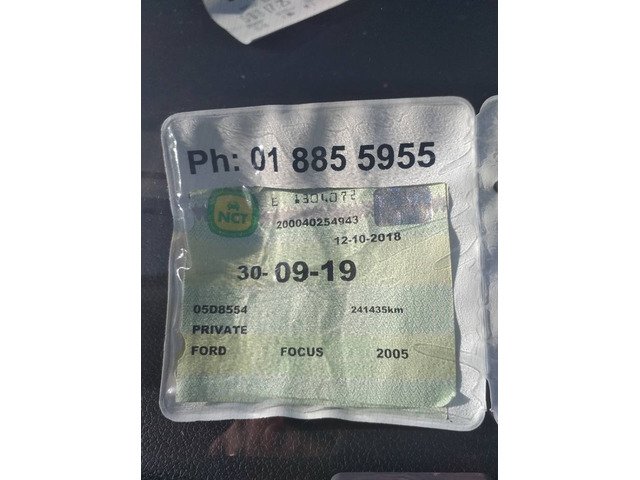 Ph: 01 885 5955
NCT
200040254943
12-10-2018
30- 09-19
05D8554
241435km
PRIVATE
FORD FOCUS 2005